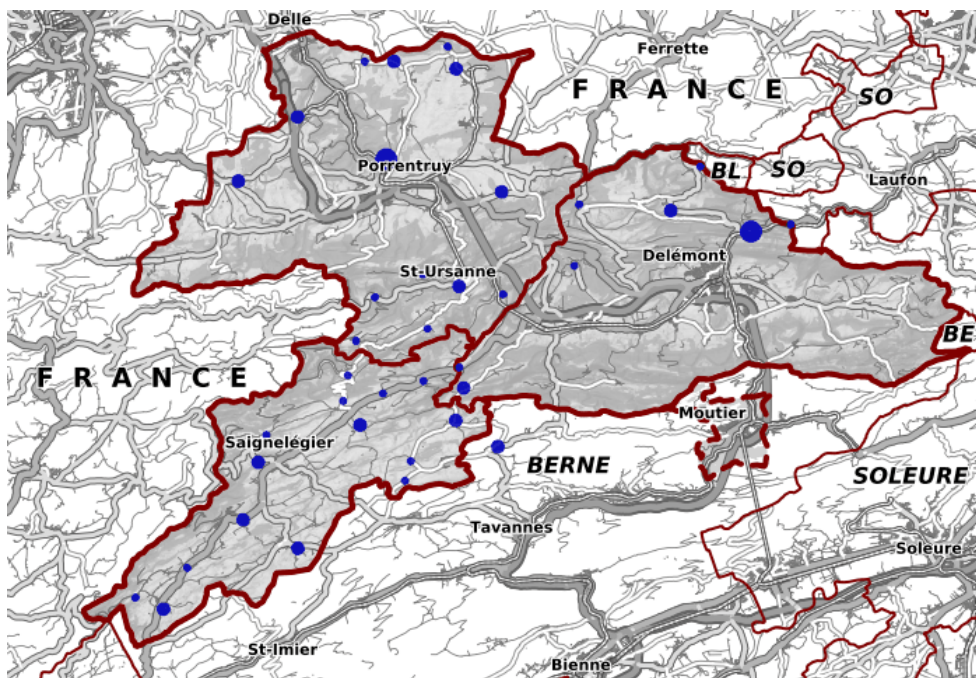 Delle
Ferrette
F R A N C E
SO
Porrentruy
BL
SO
Laufon
Delémont
St-Ursanne
BE
F R A N C E
Moutier
Saignelégier
BERNE
SOLEURE
Tavannes
Soleure
St-Imier
Bienne